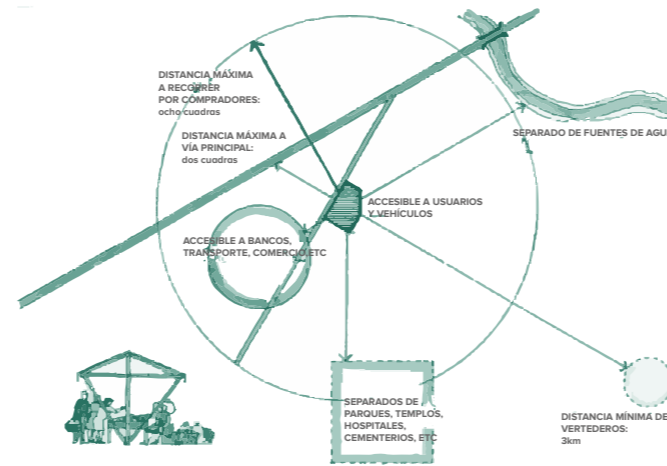 DISTANCIA MÁXIMA
A RECORRER
POR COMPRADORES:
ocho cuadras
DISTANCIA MÁXIMA A
VÍA PRINCIPAL:
dos cuadras
SEPARADO DE FUENTES DE AGU
ACCESIBLE A USUARIOS
Y VEHÍCULOS
ACCESIBLE A BANCOS,
TRANSPORTE, COMERCIO ETC
SEPARADOS DE
PARQUES, TEMPLOS,
HOSPITALES,
CEMENTERIOS, ETC
DISTANCIA MÍNIMA DE
VERTEDEROS:
3km